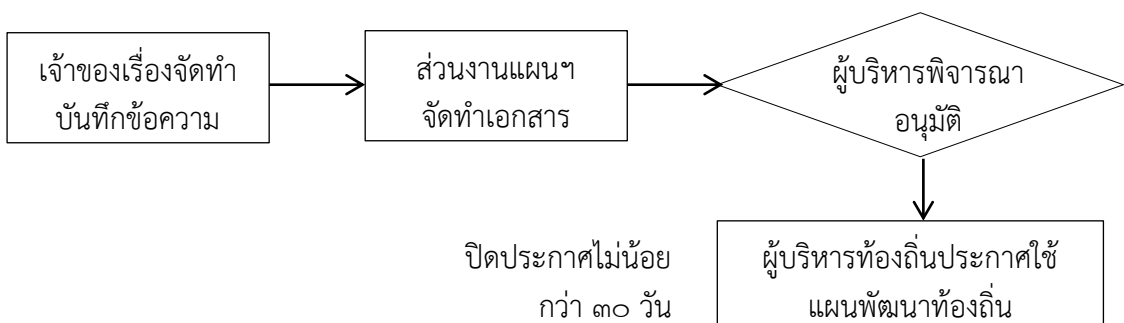 เจ้าของเรื่องจัดทำ
บันทึกข้อความ
ส่วนงานแผนฯ
จัดทำเอกสาร
ผู้บริหารพิจารณา
อนุมัติ
ปิดประกาศไม่น้อย
กว่า ๓๐ วัน
ผู้บริหารท้องถิ่นประกาศใช้
แผนพัฒนาท้องถิ่น